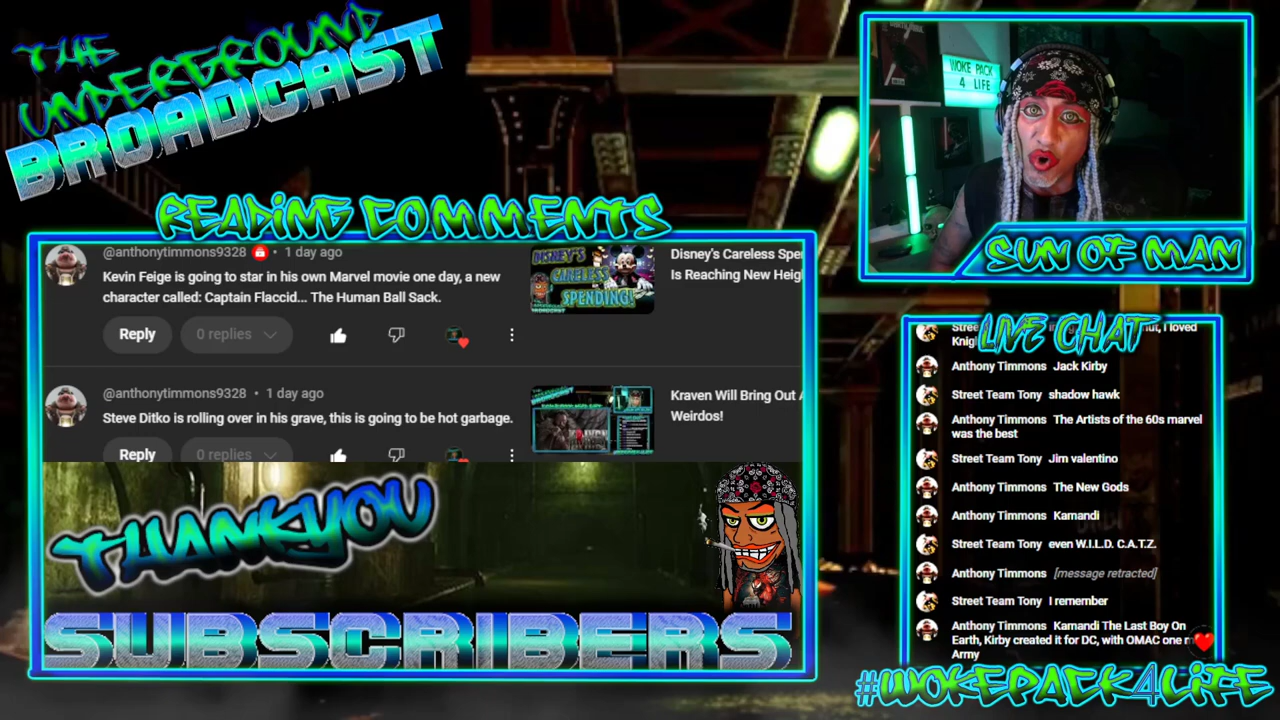 THE
UNDERGROUND
BROADCAST
READING COMMENTS
@anthonytimmons9328 • 1 day ago
Kevin Feige is going to star in his own Marvel movie one day, a new
character called: Captain Flaccid... The Human Ball Sack.
Reply 0 replies
DISNEY'S
CARELESS
SPENDING!
Disney's Careless Spe
Is Reaching New Heig
@anthonytimmons9328 • 1 day ago
Steve Ditko is rolling over in his grave, this is going to be hot garbage.
Reply 0 replies
Kraven Will Bring Out A
Weirdos!
THANKYOU
SUBSCRIBERS
WOKE PACK
4 LIFE
SUN OF MAN
LIVE CHAT
Stree ut, I loved
Knig
Anthony Timmons Jack Kirby
Street Team Tony shadow hawk
Anthony Timmons The Artists of the 60s marvel
was the best
Street Team Tony Jim valentino
Anthony Timmons The New Gods
Anthony Timmons Kamandi
Street Team Tony even W.I.L.D. C.A.T.Z.
Anthony Timmons [message retracted]
Street Team Tony I remember
Anthony Timmons Kamandi The Last Boy On
Earth, Kirby created it for DC, with OMAC one m
Army
#WOKEPACK4LIFE